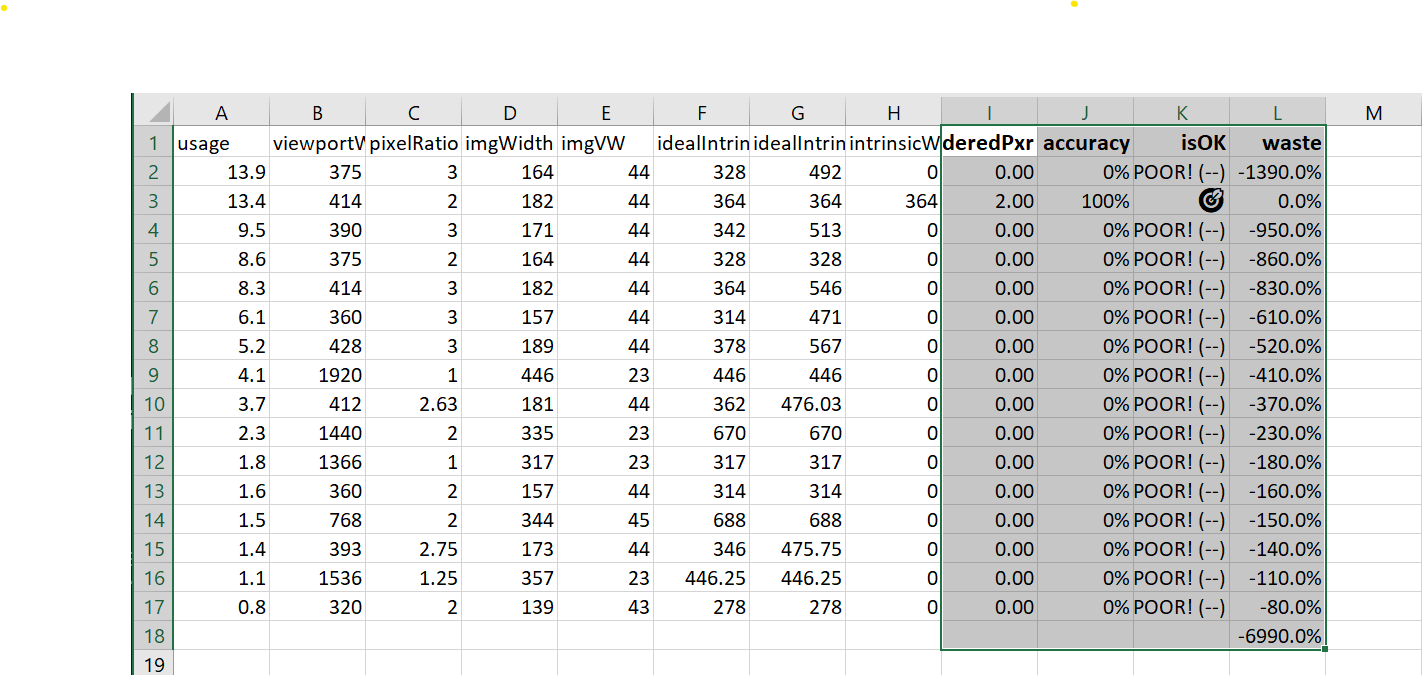 A B C D E F G H I J K L M
1 usage viewportW pixelRatio imgWidth imgVW idealIntrin idealIntrin intrinsicW deredPxr accuracy isOK waste
2 13.9 375 3 164 44 328 492 0 0.00 0% POOR! (--) -1390.0%
3 13.4 414 2 182 44 364 364 364 2.00 100% 0.0%
4 9.5 390 3 171 44 342 513 0 0.00 0% POOR! (--) -950.0%
5 8.6 375 2 164 44 328 328 0 0.00 0% POOR! (--) -860.0%
6 8.3 414 3 182 44 364 546 0 0.00 0% POOR! (--) -830.0%
7 6.1 360 3 157 44 314 471 0 0.00 0% POOR! (--) -610.0%
8 5.2 428 3 189 44 378 567 0 0.00 0% POOR! (--) -520.0%
9 4.1 1920 1 446 23 446 446 0 0.00 0% POOR! (--) -410.0%
10 3.7 412 2.63 181 44 362 476.03 0 0.00 0% POOR! (--) -370.0%
11 2.3 1440 2 335 23 670 670 0 0.00 0% POOR! (--) -230.0%
12 1.8 1366 1 317 23 317 317 0 0.00 0% POOR! (--) -180.0%
13 1.6 360 2 157 44 314 314 0 0.00 0% POOR! (--) -160.0%
14 1.5 768 2 344 45 688 688 0 0.00 0% POOR! (--) -150.0%
15 1.4 393 2.75 173 44 346 475.75 0 0.00 0% POOR! (--) -140.0%
16 1.1 1536 1.25 357 23 446.25 446.25 0 0.00 0% POOR! (--) -110.0%
17 0.8 320 2 139 43 278 278 0 0.00 0% POOR! (--) -80.0%
18 -6990.0%
19